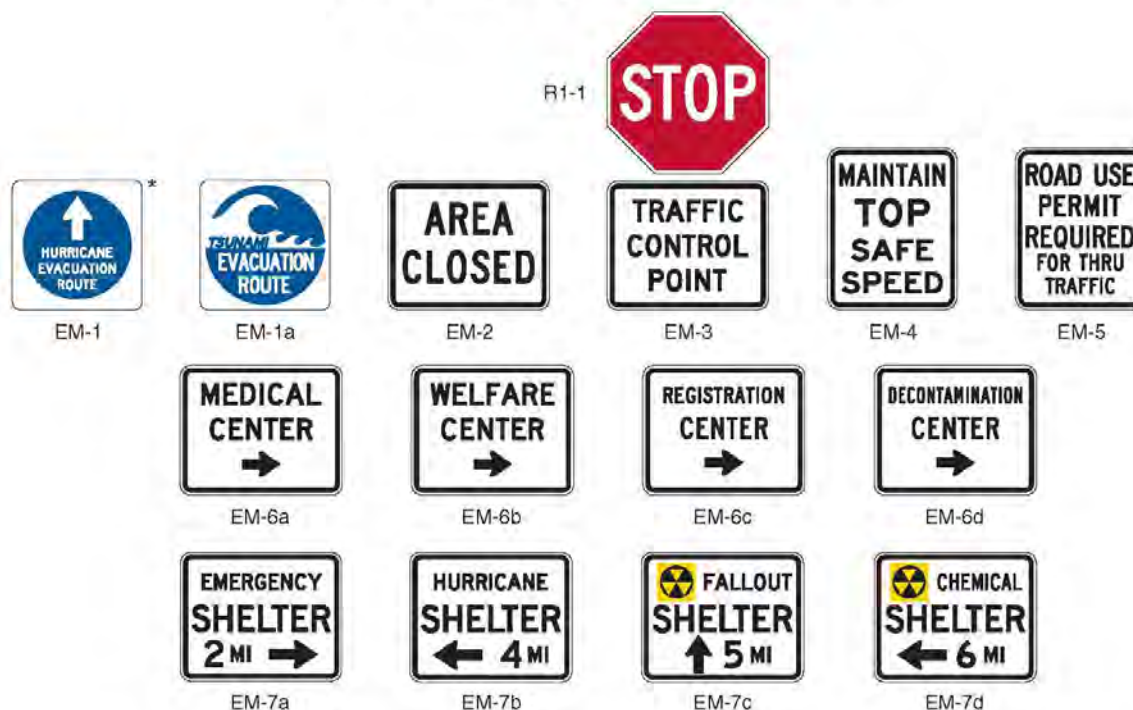 R1-1
STOP
*
HURRICANE
EVACUATION
ROUTE
EM-1
TSUNAMI
EVACUATION
ROUTE
EM-1a
AREA
CLOSED
EM-2
TRAFFIC
CONTROL
POINT
EM-3
MAINTAIN
TOP
SAFE
SPEED
EM-4
ROAD USE
PERMIT
REQUIRED
FOR THRU
TRAFFIC
EM-5
MEDICAL
CENTER
EM-6a
WELFARE
CENTER
EM-6b
REGISTRATION
CENTER
EM-6c
DECONTAMINATION
CENTER
EM-6d
EMERGENCY
SHELTER
2 MI
EM-7a
HURRICANE
SHELTER
4 MI
EM-7b
FALLOUT
SHELTER
5 MI
EM-7c
CHEMICAL
SHELTER
6 MI
EM-7d